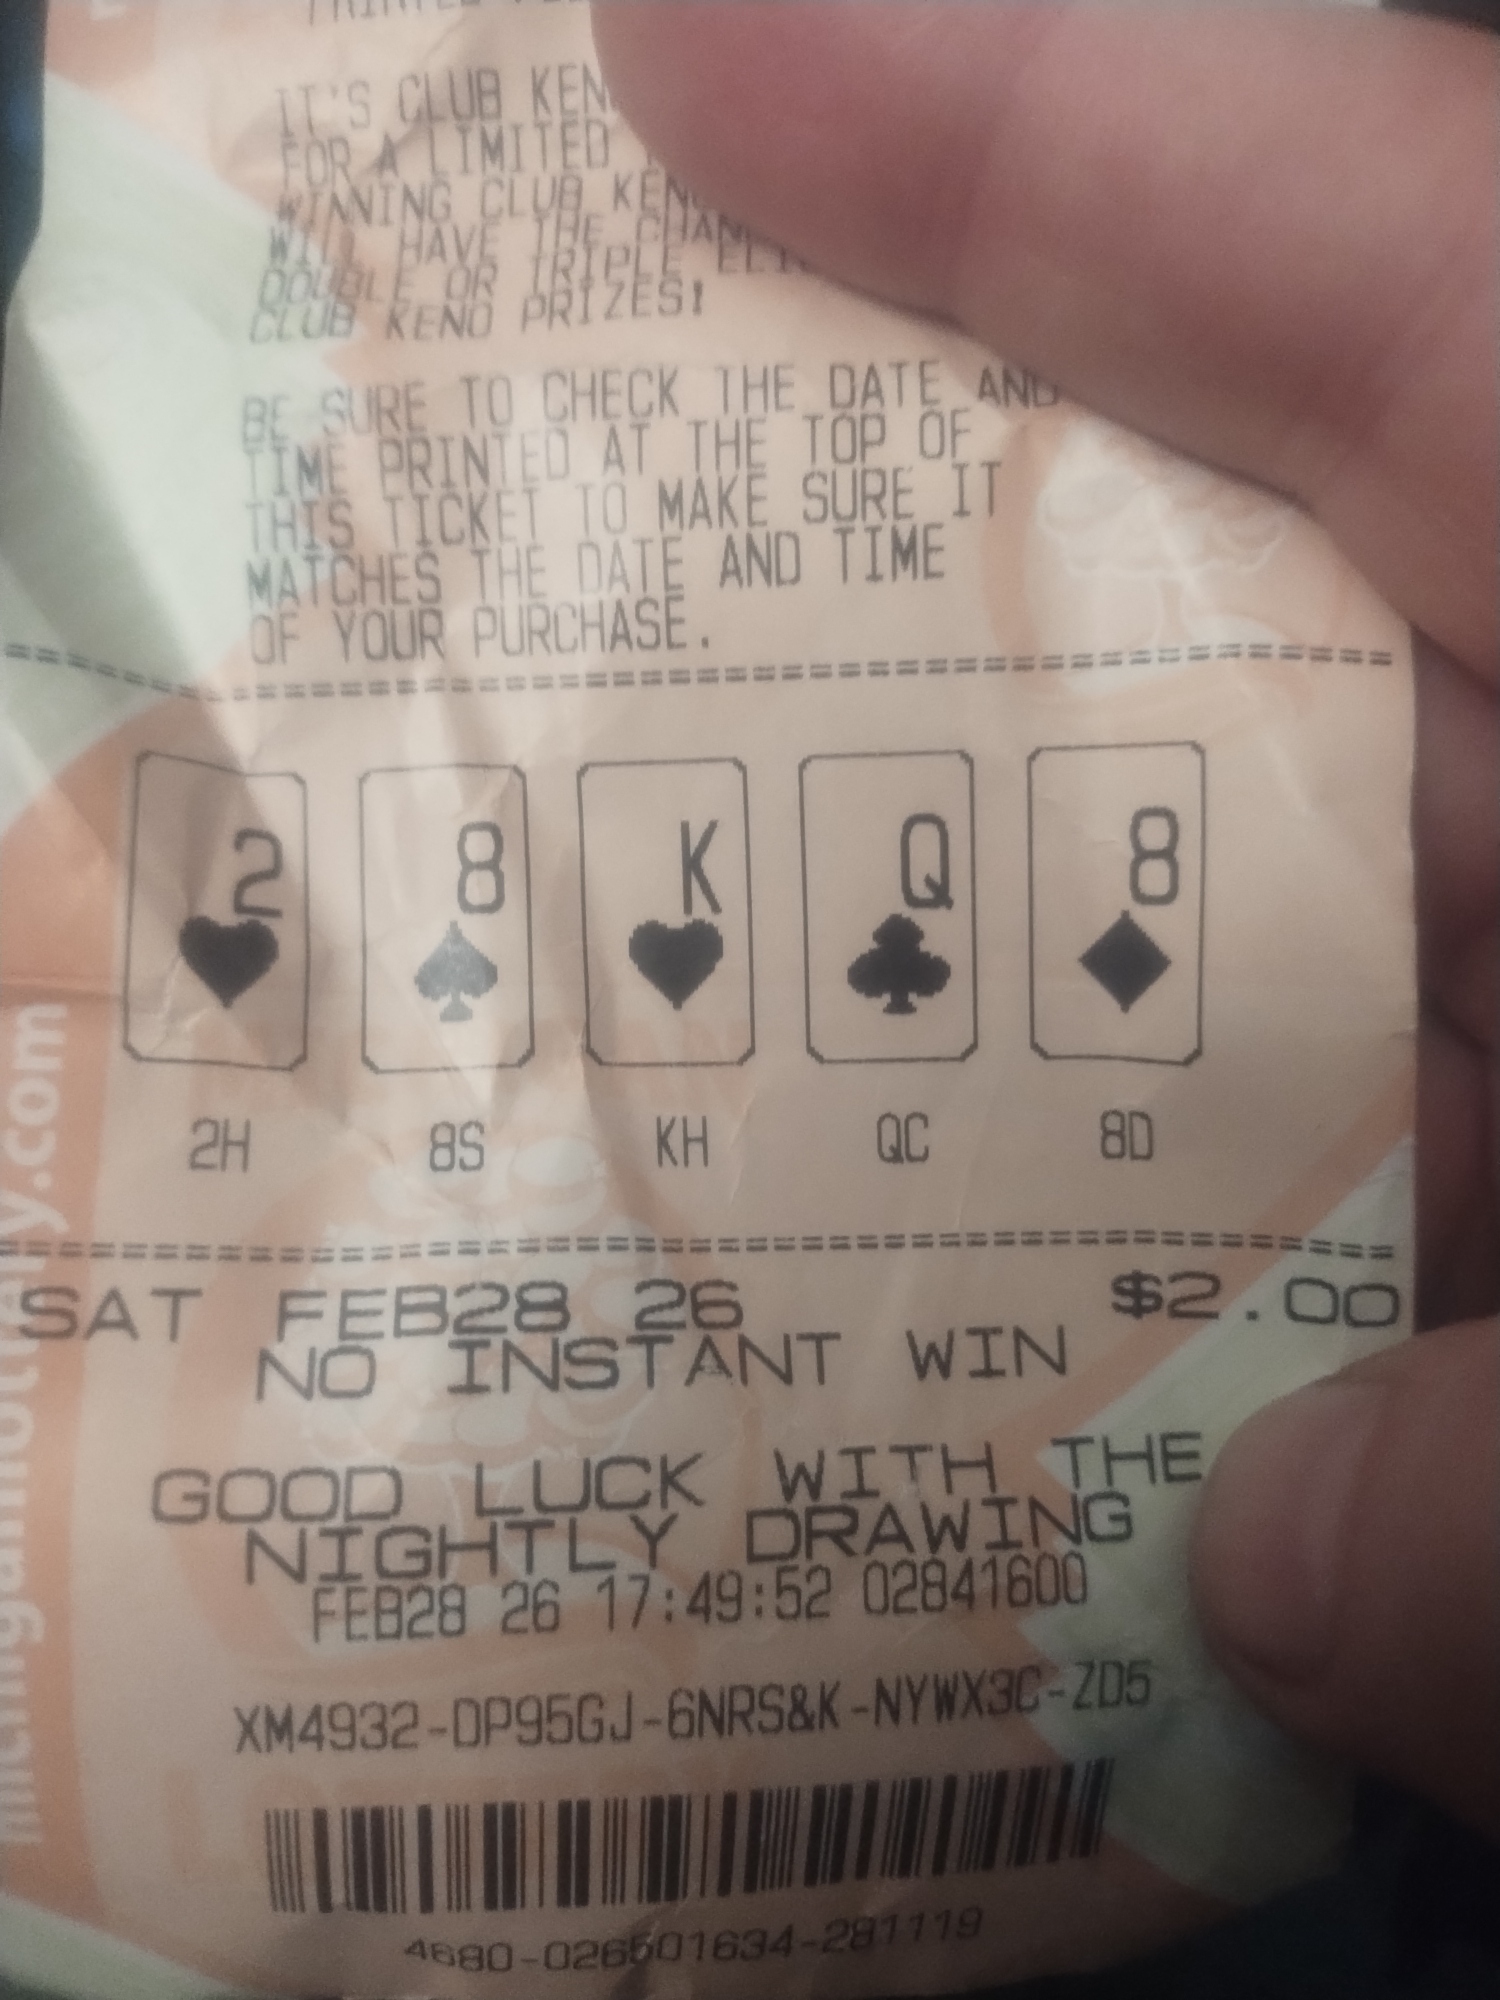 IT'S CLUB
FOR A LIMITED
WINNING CLUB
WILL HAVE THE
DOUBLE OR TRIPLE
CLUB KENO PRIZES!
BE SURE TO CHECK THE DATE AND
TIME PRINTED AT THE TOP OF
THIS TICKET TO MAKE SURE IT
MATCHES THE DATE AND TIME
OF YOUR PURCHASE.
2 8 K Q 8
2H 8S KH QC 8D
SAT FEB28 26 $2.00
NO INSTANT WIN
GOOD LUCK WITH THE
NIGHTLY DRAWING
FEB28 26 17:49:52 02841600
XM4932-DP95GJ-6NRS&K-NYWX3C-ZD5
4680-026501634-281119
michiganlottery.com